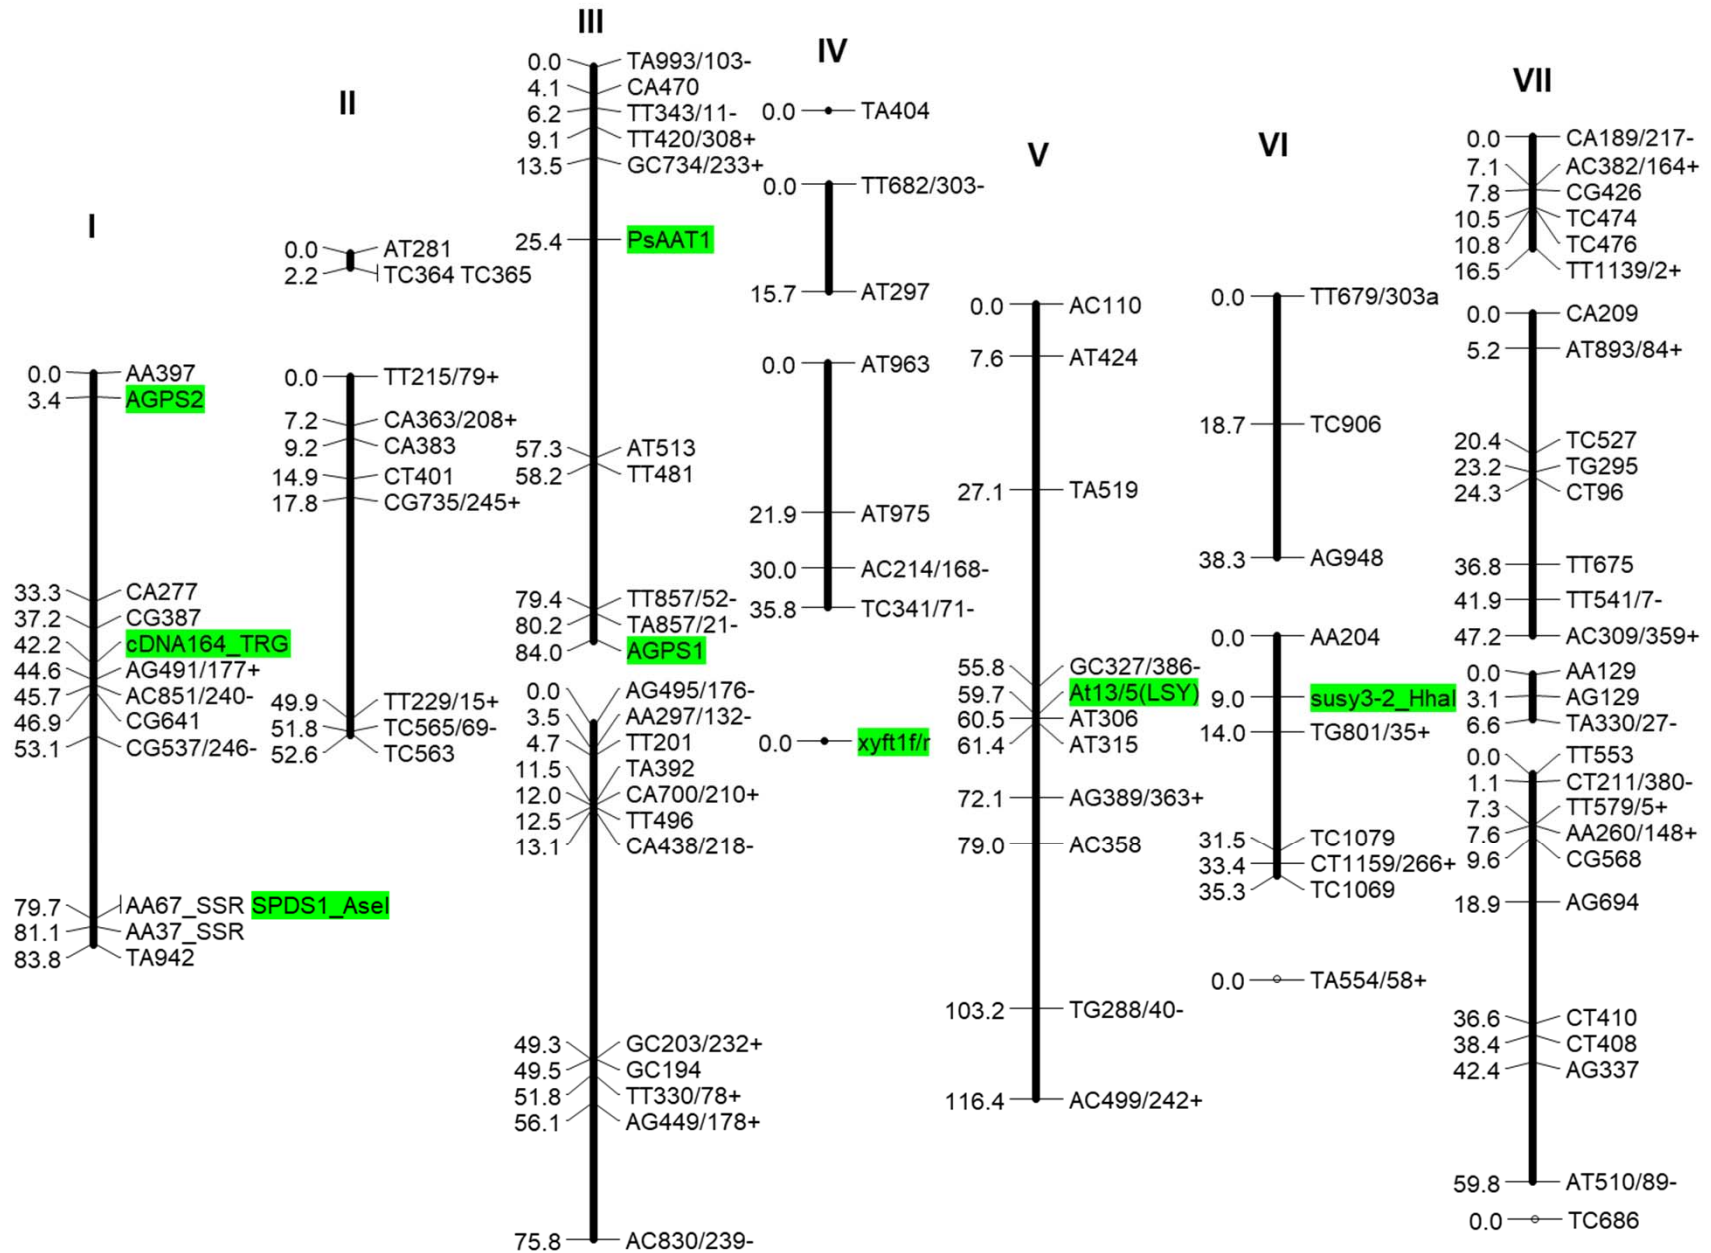 I
0.0 AA397
3.4 AGPS2
33.3 CA277
37.2 CG387
42.2 cDNA164_TRG
44.6 AG491/177+
45.7 AC851/240-
46.9 CG641
53.1 CG537/246-
79.7 AA67_SSR SPDS1_AseI
81.1 AA37_SSR
83.8 TA942
II
0.0 AT281
2.2 TC364 TC365
0.0 TT215/79+
7.2 CA363/208+
9.2 CA383
14.9 CT401
17.8 CG735/245+
49.9 TT229/15+
51.8 TC565/69-
52.6 TC563
III
0.0 TA993/103-
4.1 CA470
6.2 TT343/11-
9.1 TT420/308+
13.5 GC734/233+
25.4 PsAAT1
57.3 AT513
58.2 TT481
79.4 TT857/52-
80.2 TA857/21-
84.0 AGPS1
0.0 AG495/176-
3.5 AA297/132-
4.7 TT201
11.5 TA392
12.0 CA700/210+
12.5 TT496
13.1 CA438/218-
49.3 GC203/232+
49.5 GC194
51.8 TT330/78+
56.1 AG449/178+
75.8 AC830/239-
IV
0.0 TA404
0.0 TT682/303-
15.7 AT297
0.0 AT963
21.9 AT975
30.0 AC214/168-
35.8 TC341/71-
0.0 xyft1f/r
V
0.0 AC110
7.6 AT424
27.1 TA519
55.8 GC327/386-
59.7 At13/5(LSY)
60.5 AT306
61.4 AT315
72.1 AG389/363+
79.0 AC358
103.2 TG288/40-
116.4 AC499/242+
VI
0.0 TT679/303a
18.7 TC906
38.3 AG948
0.0 AA204
9.0 susy3-2_HhaI
14.0 TG801/35+
31.5 TC1079
33.4 CT1159/266+
35.3 TC1069
0.0 TA554/58+
VII
0.0 CA189/217-
7.1 AC382/164+
7.8 CG426
10.5 TC474
10.8 TC476
16.5 TT1139/2+
0.0 CA209
5.2 AT893/84+
20.4 TC527
23.2 TG295
24.3 CT96
36.8 TT675
41.9 TT541/7-
47.2 AC309/359+
0.0 AA129
3.1 AG129
6.6 TA330/27-
0.0 TT553
1.1 CT211/380-
7.3 TT579/5+
7.6 AA260/148+
9.6 CG568
18.9 AG694
36.6 CT410
38.4 CT408
42.4 AG337
59.8 AT510/89-
0.0 TC686